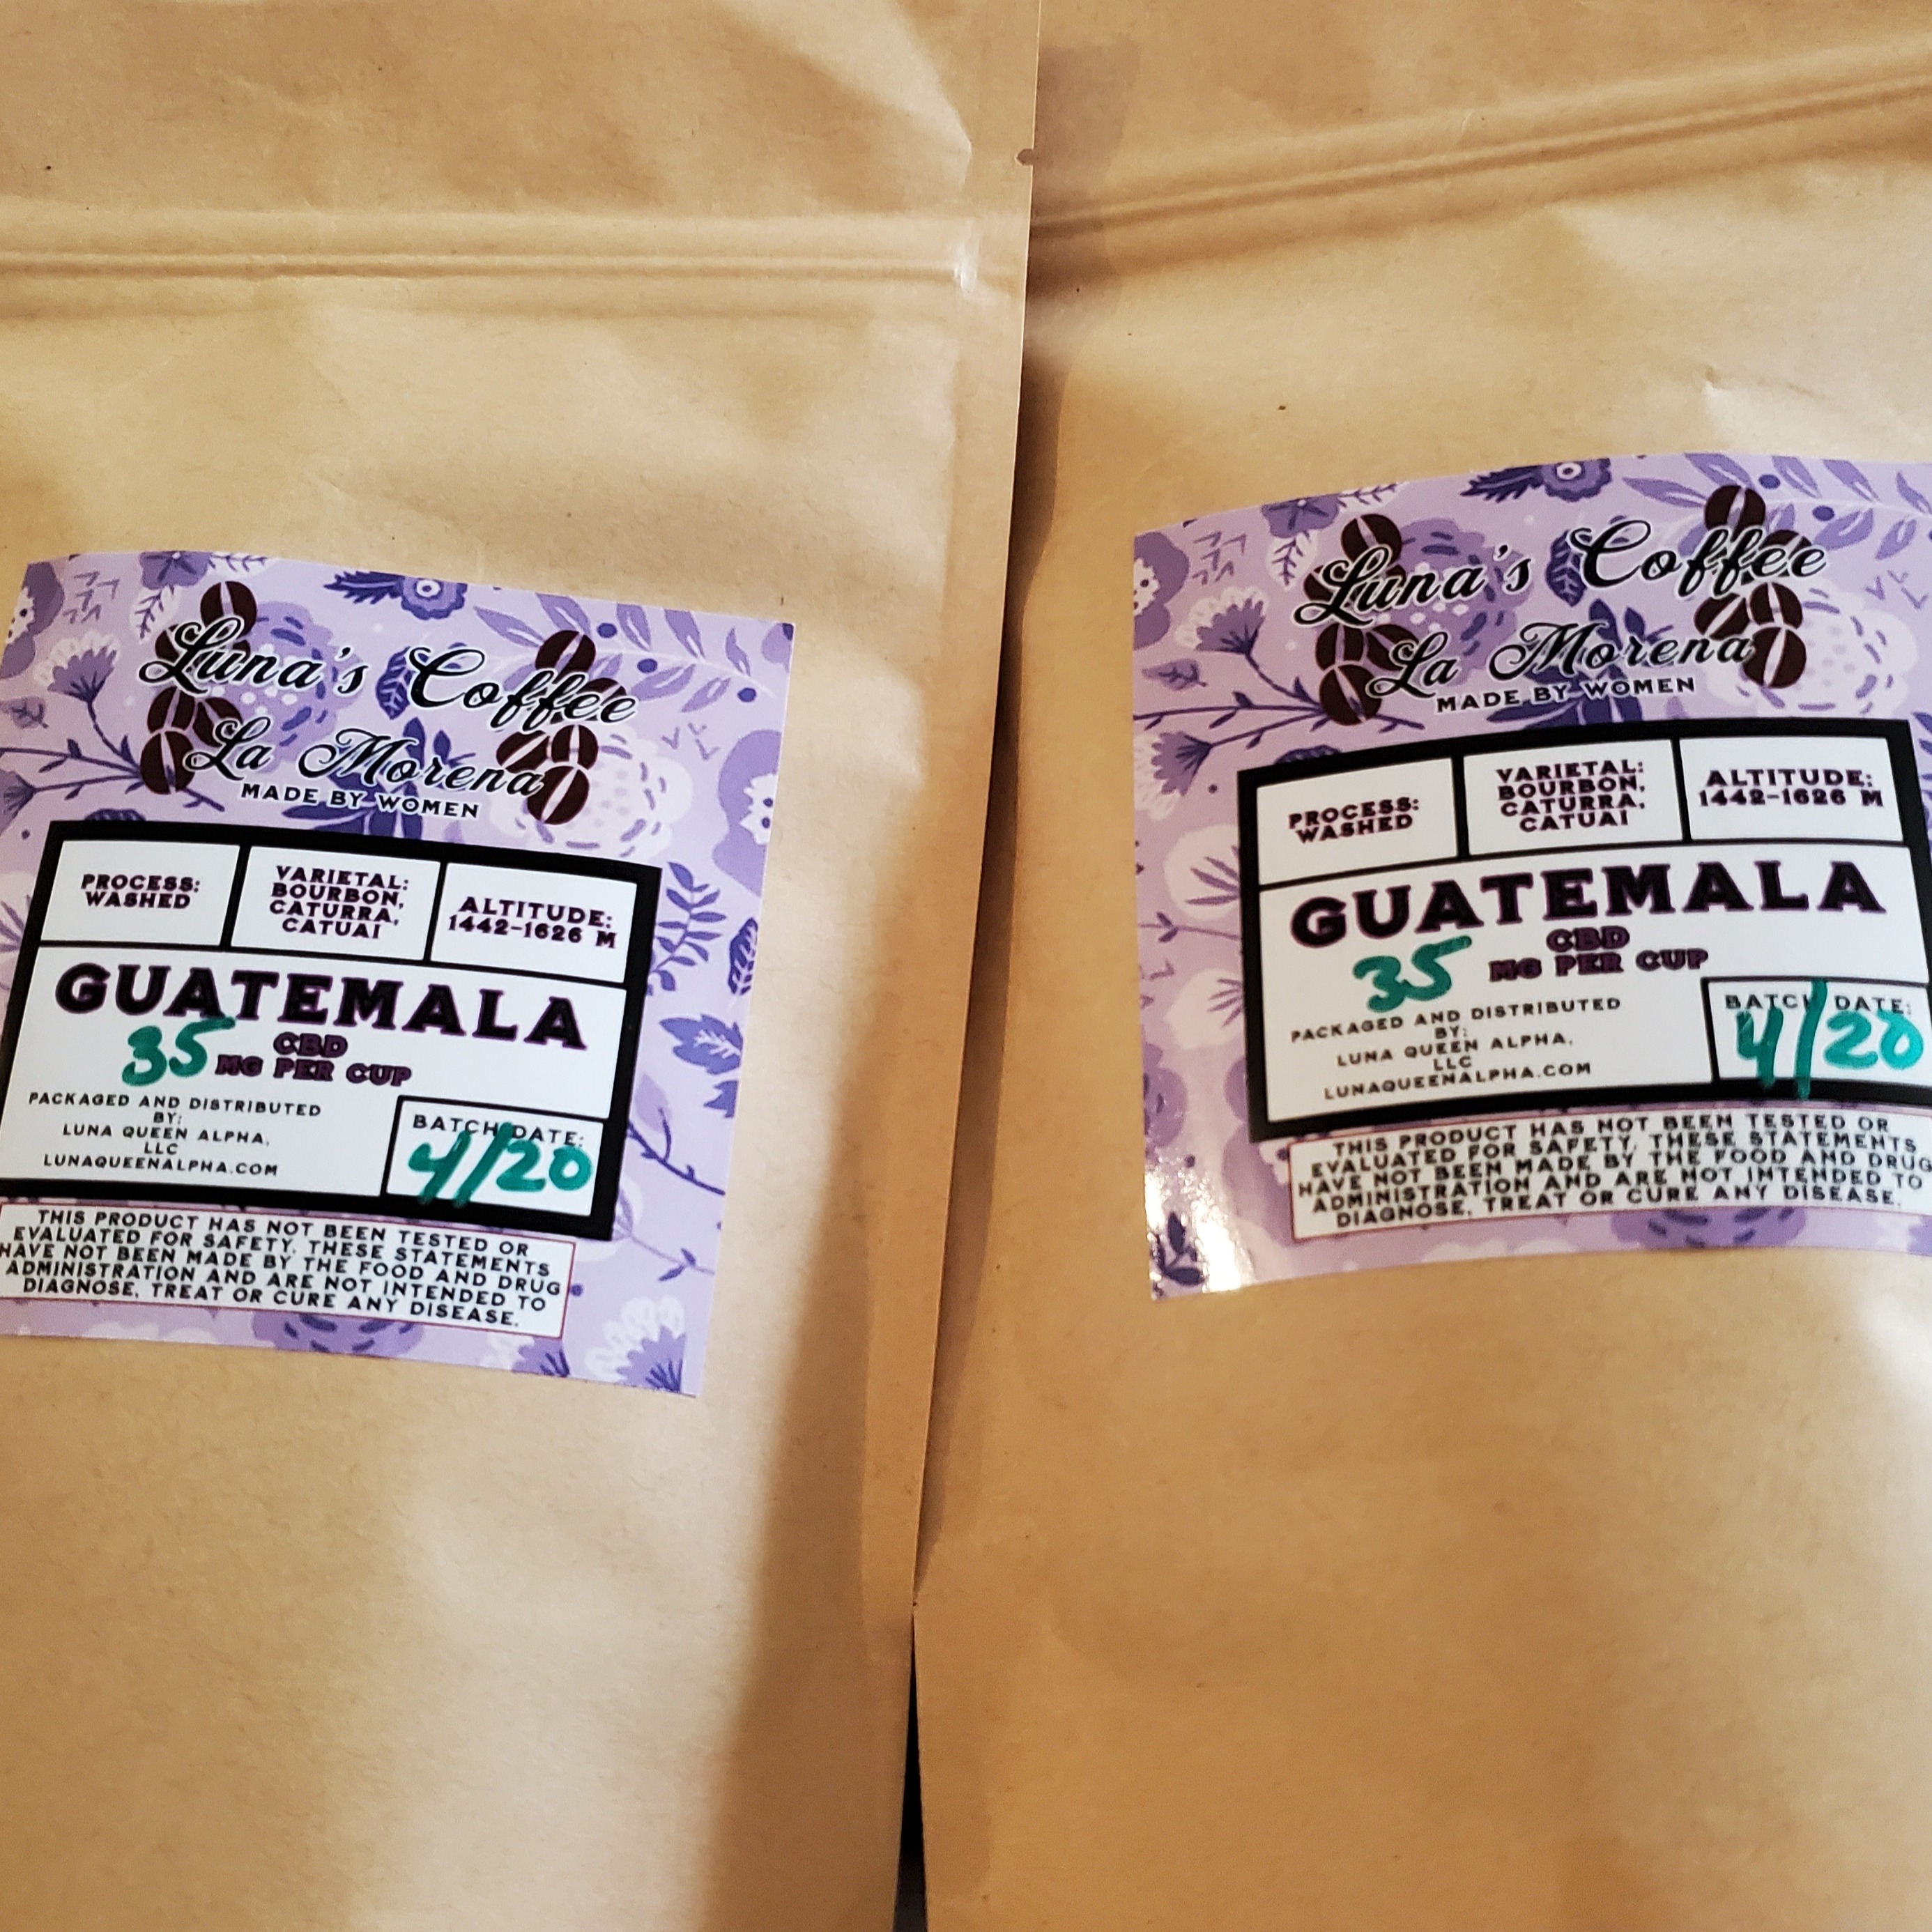 Luna's Coffee
La Morena
MADE BY WOMEN
PROCESS:
WASHED
VARIETAL:
BOURBON,
CATURRA,
CATUAI
ALTITUDE:
1442-1626 M
GUATEMALA
35 CBD
MG PER CUP
PACKAGED AND DISTRIBUTED
BY:
LUNA QUEEN ALPHA,
LLC
LUNAQUEENALPHA.COM
BATCH DATE:
4/20
THIS PRODUCT HAS NOT BEEN TESTED OR
EVALUATED FOR SAFETY. THESE STATEMENTS
HAVE NOT BEEN MADE BY THE FOOD AND DRUG
ADMINISTRATION AND ARE NOT INTENDED TO
DIAGNOSE, TREAT OR CURE ANY DISEASE.
Luna's Coffee
La Morena
MADE BY WOMEN
PROCESS:
WASHED
VARIETAL:
BOURBON,
CATURRA,
CATUAI
ALTITUDE:
1442-1626 M
GUATEMALA
35 CBD
MG PER CUP
PACKAGED AND DISTRIBUTED
BY:
LUNA QUEEN ALPHA,
LLC
LUNAQUEENALPHA.COM
BATCH DATE:
4/20
THIS PRODUCT HAS NOT BEEN TESTED OR
EVALUATED FOR SAFETY. THESE STATEMENTS
HAVE NOT BEEN MADE BY THE FOOD AND DRUG
ADMINISTRATION AND ARE NOT INTENDED TO
DIAGNOSE, TREAT OR CURE ANY DISEASE.